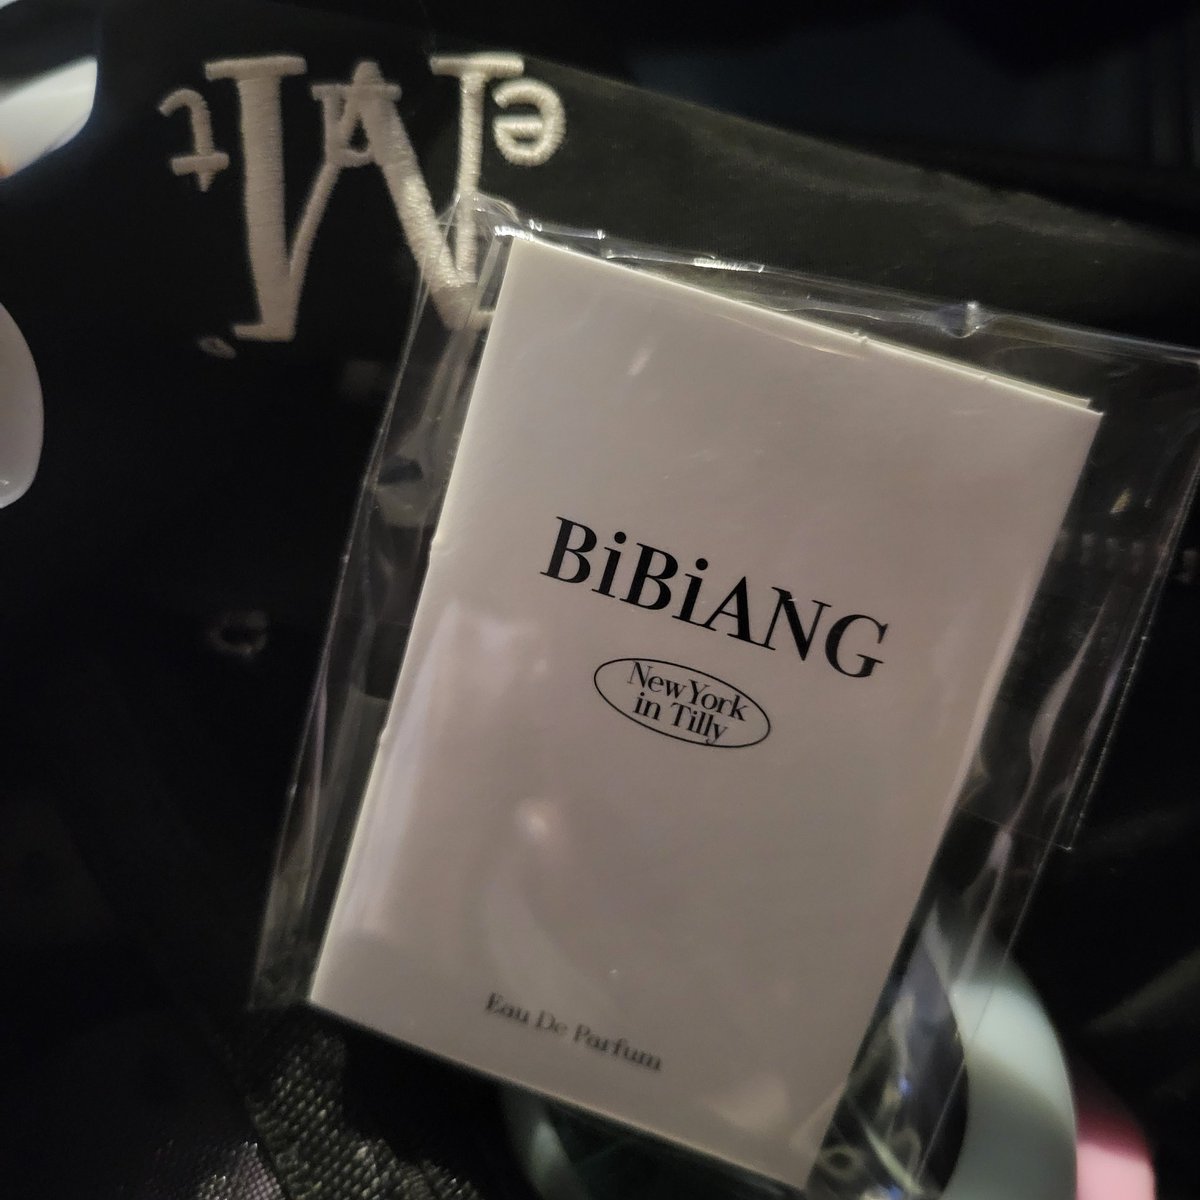 BiBiANG
New York
in Tilly
Eau De Parfum